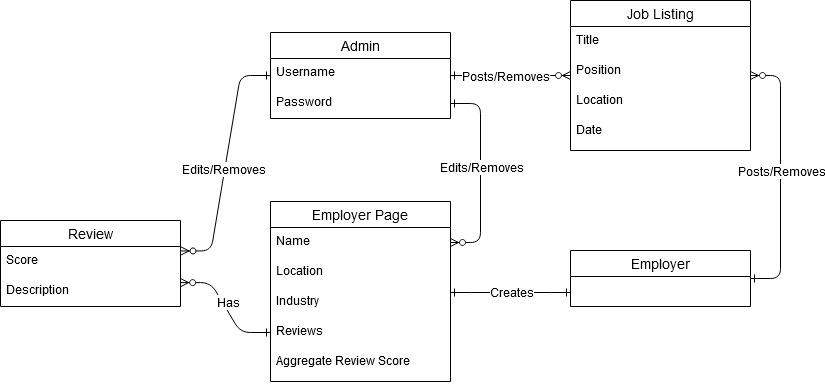 Job Listing
Title
Position
Location
Date
Admin
Username
Password
Posts/Removes
Edits/Removes
Edits/Removes
Posts/Removes
Review
Score
Description
Has
Employer Page
Name
Location
Industry
Reviews
Aggregate Review Score
Creates
Employer